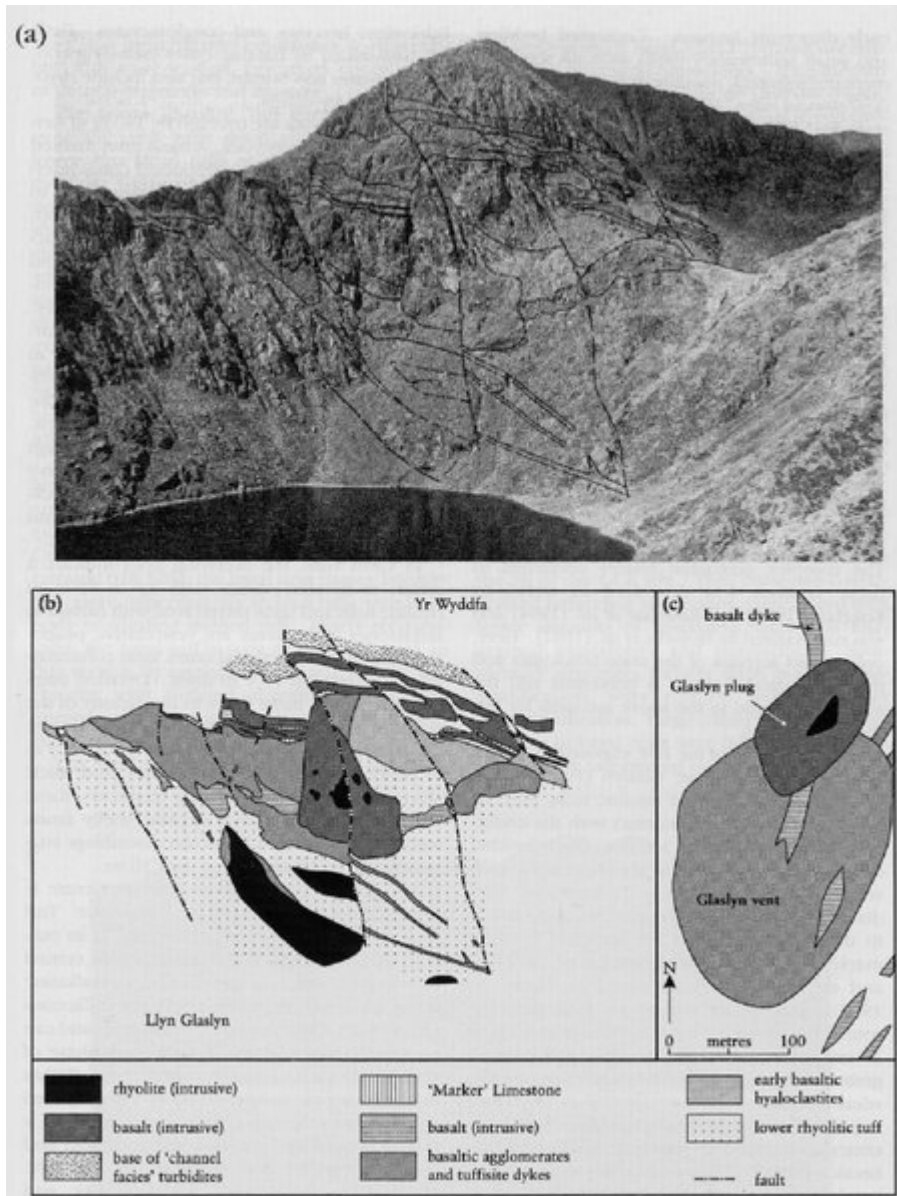 (a)
(b)
Yr Wyddfa
Llyn Glaslyn
(c)
basalt dyke
Glaslyn plug
Glaslyn vent
N
0 metres 100
rhyolite (intrusive)
basalt (intrusive)
base of 'channel
facies' turbidites
'Marker' Limestone
basalt (intrusive)
basaltic agglomerates
and tuffisite dykes
early basaltic
hyaloclastites
lower rhyolitic tuff
fault